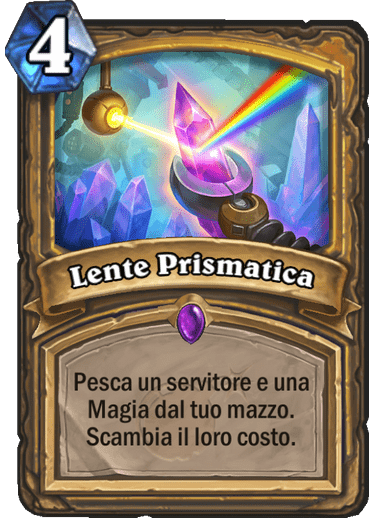 4
Lente Prismatica
Pesca un servitore e una
Magia dal tuo mazzo.
Scambia il loro costo.